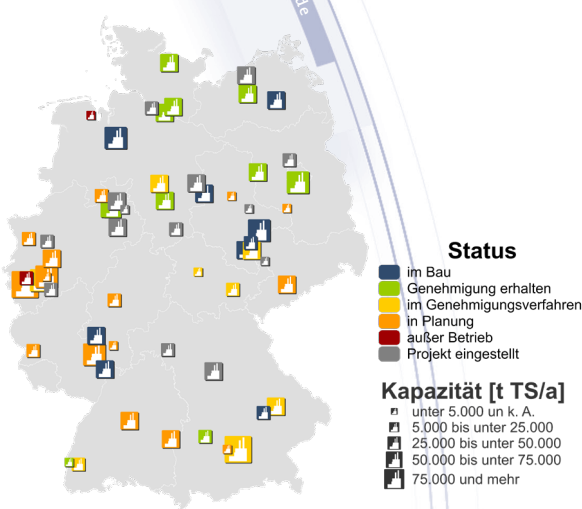 de
Status
im Bau
Genehmigung erhalten
im Genehmigungsverfahren
in Planung
außer Betrieb
Projekt eingestellt
Kapazität [t TS/a]
unter 5.000 un k. A.
5.000 bis unter 25.000
25.000 bis unter 50.000
50.000 bis unter 75.000
75.000 und mehr